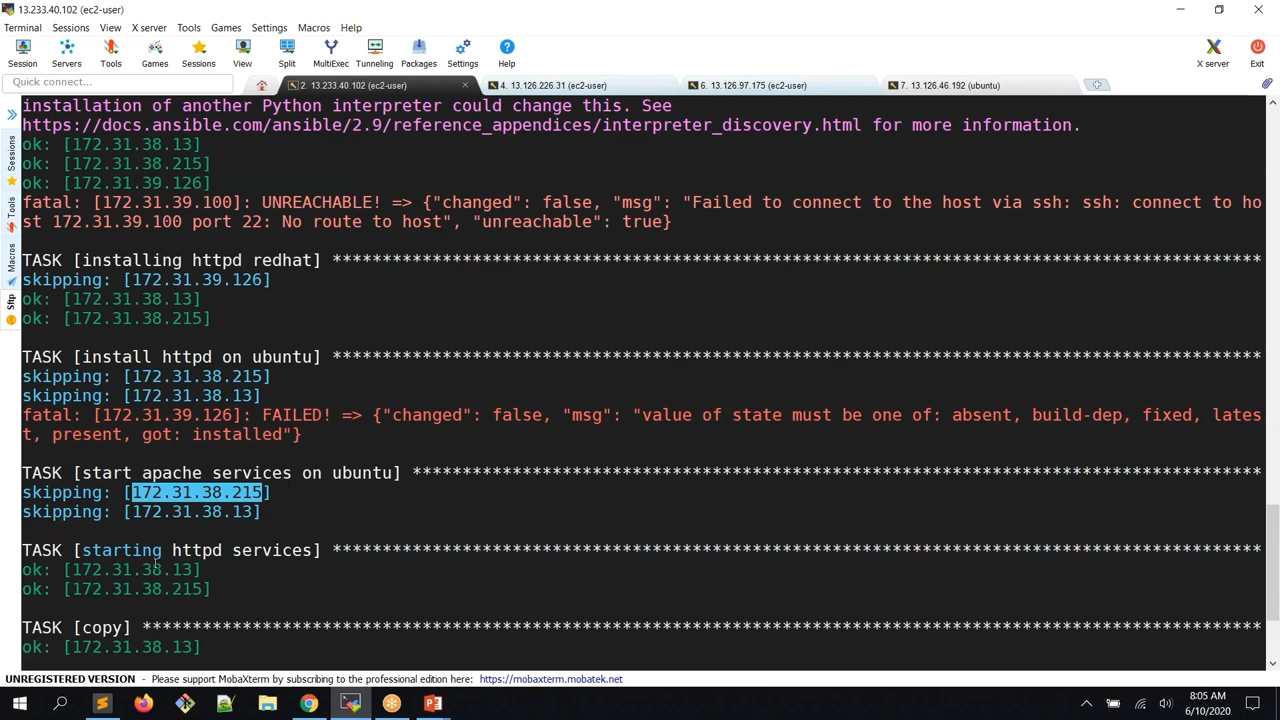 13.233.40.102 (ec2-user)
Terminal Sessions View X server Tools Games Settings Macros Help
Session Servers Tools Games Sessions View Split MultiExec Tunneling Packages Settings Help X server Exit
Quick connect...
2. 13.233.40.102 (ec2-user)
4. 13.126.226.31 (ec2-user)
6. 13.126.97.175 (ec2-user)
7. 13.126.46.192 (ubuntu)
Sessions
Tools
Macros
Sftp
installation of another Python interpreter could change this. See
https://docs.ansible.com/ansible/2.9/reference_appendices/interpreter_discovery.html for more information.
ok: [172.31.38.13]
ok: [172.31.38.215]
ok: [172.31.39.126]
fatal: [172.31.39.100]: UNREACHABLE! => {"changed": false, "msg": "Failed to connect to the host via ssh: ssh: connect to ho
st 172.31.39.100 port 22: No route to host", "unreachable": true}
TASK [installing httpd redhat] *********************************************************************************************
skipping: [172.31.39.126]
ok: [172.31.38.13]
ok: [172.31.38.215]
TASK [install httpd on ubuntu] *********************************************************************************************
skipping: [172.31.38.215]
skipping: [172.31.38.13]
fatal: [172.31.39.126]: FAILED! => {"changed": false, "msg": "value of state must be one of: absent, build-dep, fixed, lates
t, present, got: installed"}
TASK [start apache services on ubuntu] *************************************************************************************
skipping: [172.31.38.215]
skipping: [172.31.38.13]
TASK [starting httpd services] *********************************************************************************************
ok: [172.31.38.13]
ok: [172.31.38.215]
TASK [copy] ****************************************************************************************************************
ok: [172.31.38.13]
UNREGISTERED VERSION - Please support MobaXterm by subscribing to the professional edition here: https://mobaxterm.mobatek.net
8:05 AM
6/10/2020